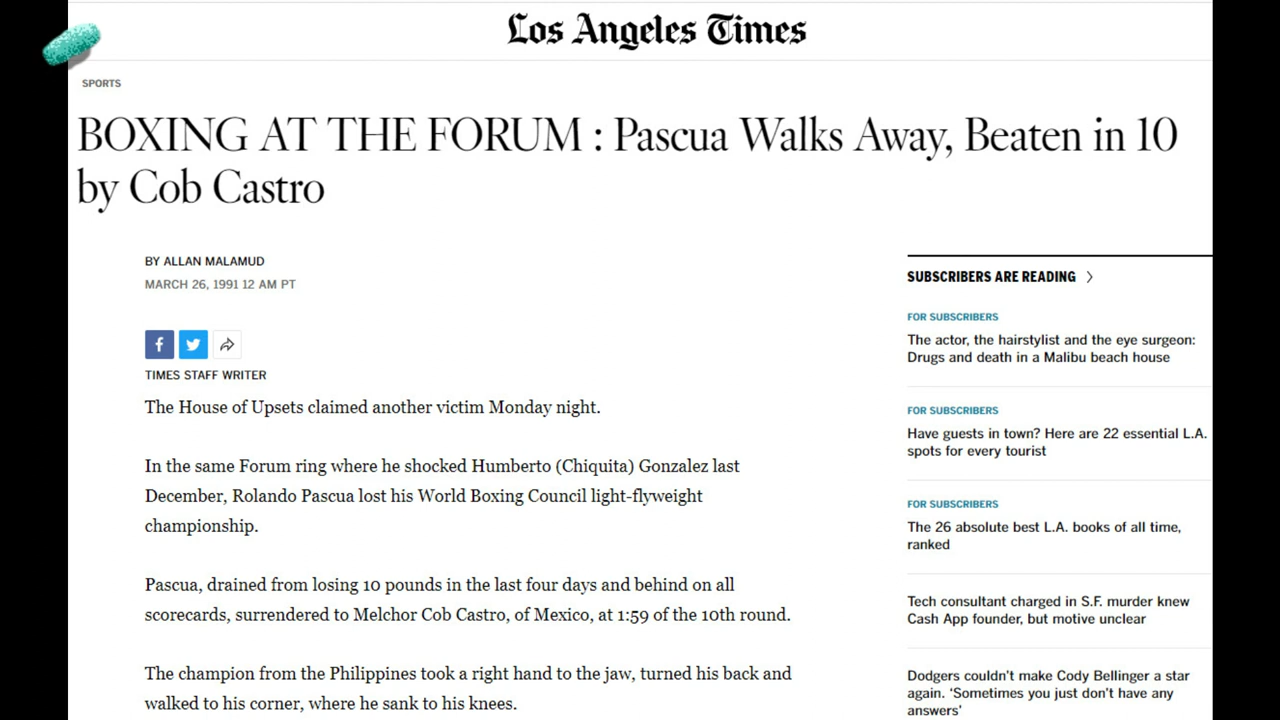 Los Angeles Times
SPORTS
BOXING AT THE FORUM : Pascua Walks Away, Beaten in 10
by Cob Castro
BY ALLAN MALAMUD
MARCH 26, 1991 12 AM PT
TIMES STAFF WRITER
The House of Upsets claimed another victim Monday night.
In the same Forum ring where he shocked Humberto (Chiquita) Gonzalez last
December, Rolando Pascua lost his World Boxing Council light-flyweight
championship.
Pascua, drained from losing 10 pounds in the last four days and behind on all
scorecards, surrendered to Melchor Cob Castro, of Mexico, at 1:59 of the 10th round.
The champion from the Philippines took a right hand to the jaw, turned his back and
walked to his corner, where he sank to his knees.
SUBSCRIBERS ARE READING
FOR SUBSCRIBERS
The actor, the hairstylist and the eye surgeon:
Drugs and death in a Malibu beach house
FOR SUBSCRIBERS
Have guests in town? Here are 22 essential L.A.
spots for every tourist
FOR SUBSCRIBERS
The 26 absolute best L.A. books of all time,
ranked
Tech consultant charged in S.F. murder knew
Cash App founder, but motive unclear
Dodgers couldn't make Cody Bellinger a star
again. ‘Sometimes you just don't have any
answers’